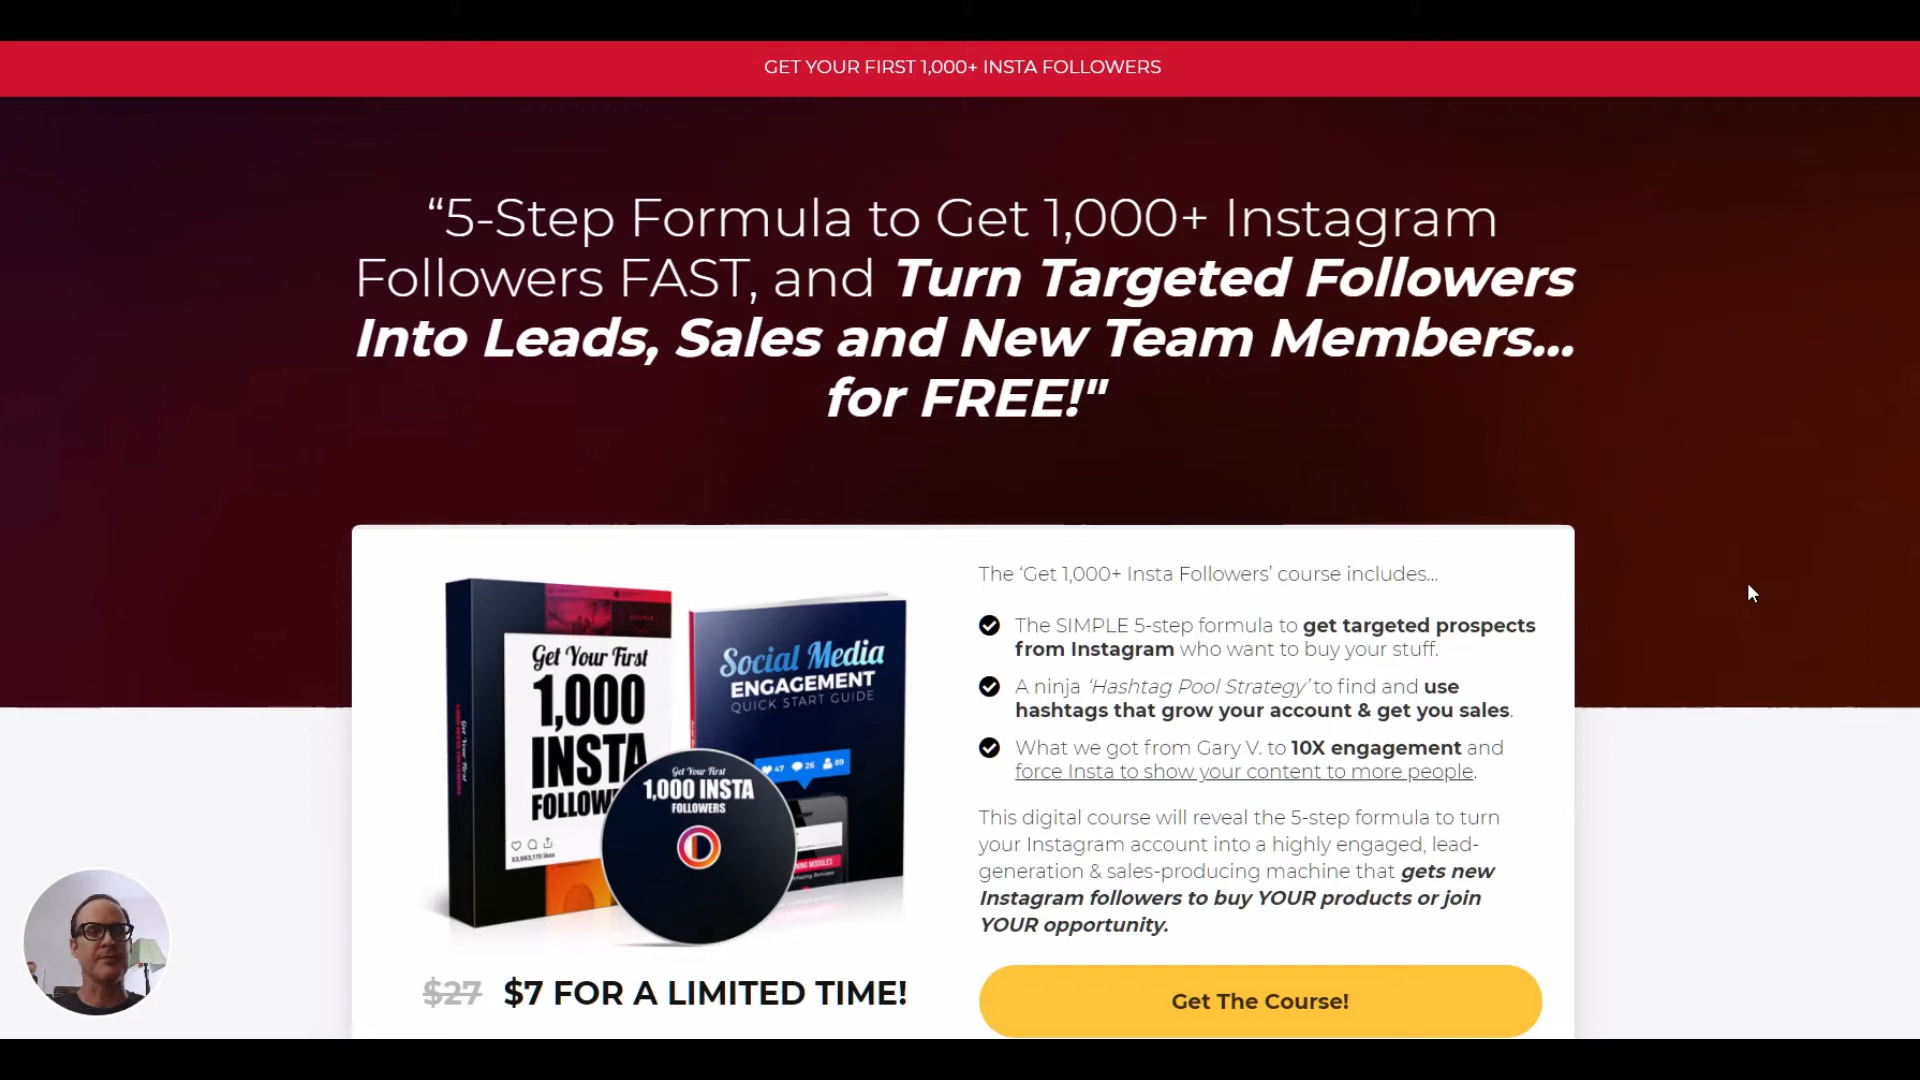 GET YOUR FIRST 1,000+ INSTA FOLLOWERS
“5-Step Formula to Get 1,000+ Instagram
Followers FAST, and Turn Targeted Followers
Into Leads, Sales and New Team Members...
for FREE!"
The ‘Get 1,000+ Insta Followers’ course includes...
The SIMPLE 5-step formula to get targeted prospects
from Instagram who want to buy your stuff.
A ninja ‘Hashtag Pool Strategy’ to find and use
hashtags that grow your account & get you sales.
What we got from Gary V. to 10X engagement and
force Insta to show your content to more people.
This digital course will reveal the 5-step formula to turn
your Instagram account into a highly engaged, lead-
generation & sales-producing machine that gets new
Instagram followers to buy YOUR products or join
YOUR opportunity.
Get The Course!
Get Your First
1,000
INSTA
FOLLOW
Social Media
ENGAGEMENT
QUICK START GUIDE
47 26 89
Get Your First
1,000 INSTA
FOLLOWERS
$27 $7 FOR A LIMITED TIME!